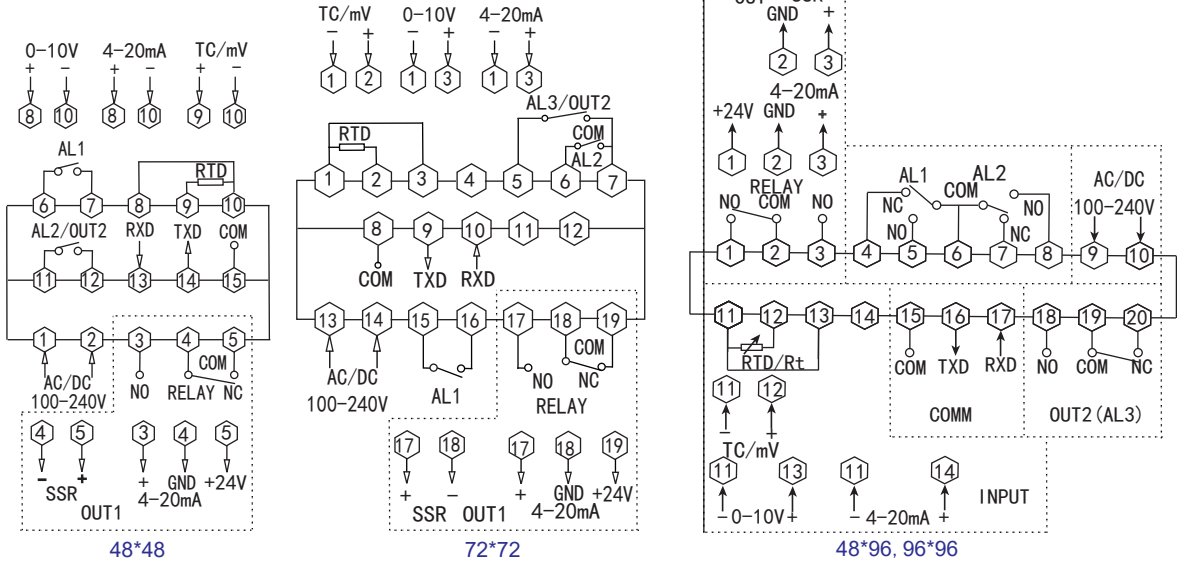 0-10V 4-20mA TC/mV
+ - + - + -
8 10 8 10 9 10
AL1
RTD
6 7 8 9 10
AL2/OUT2 RXD TXD COM
11 12 13 14 15
1 2 3 4 5
AC/DC
100-240V
NO COM
RELAY NC
4 5 3 4 5
- + + GND +24V
SSR 4-20mA
OUT1
48*48
TC/mV 0-10V 4-20mA
- + - + - +
1 2 1 3 1 3
AL3/OUT2
RTD COM
AL2
1 2 3 4 5 6 7
8 9 10 11 12
COM TXD RXD
13 14 15 16 17 18 19
COM
AC/DC
100-240V
AL1
NO NC
RELAY
17 18 17 18 19
+ - + GND +24V
SSR OUT1 4-20mA
72*72
GND +
2 3
4-20mA
+24V GND +
1 2 3
RELAY
NO COM NO
AL1 COM AL2
NC NO
NO NC
AC/DC
100-240V
1 2 3 4 5 6 7 8 9 10
11 12 13 14 15 16 17 18 19 20
RTD/Rt
COM TXD RXD NO COM NC
COMM OUT2(AL3)
11 12
- +
TC/mV
11 13 11 14
INPUT
-0-10V+ -4-20mA+
48*96, 96*96